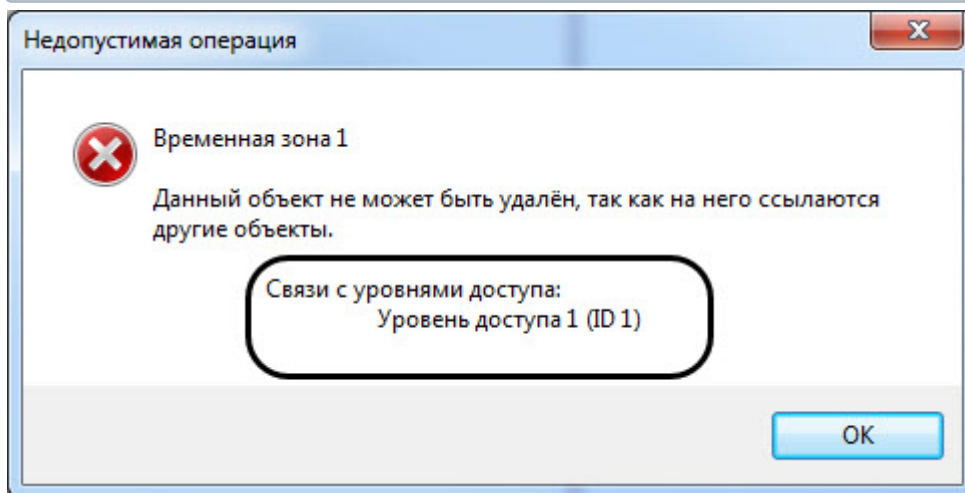 Недопустимая операция
Временная зона 1
Данный объект не может быть удалён, так как на него ссылаются
другие объекты.
Связи с уровнями доступа:
Уровень доступа 1 (ID 1)
OK